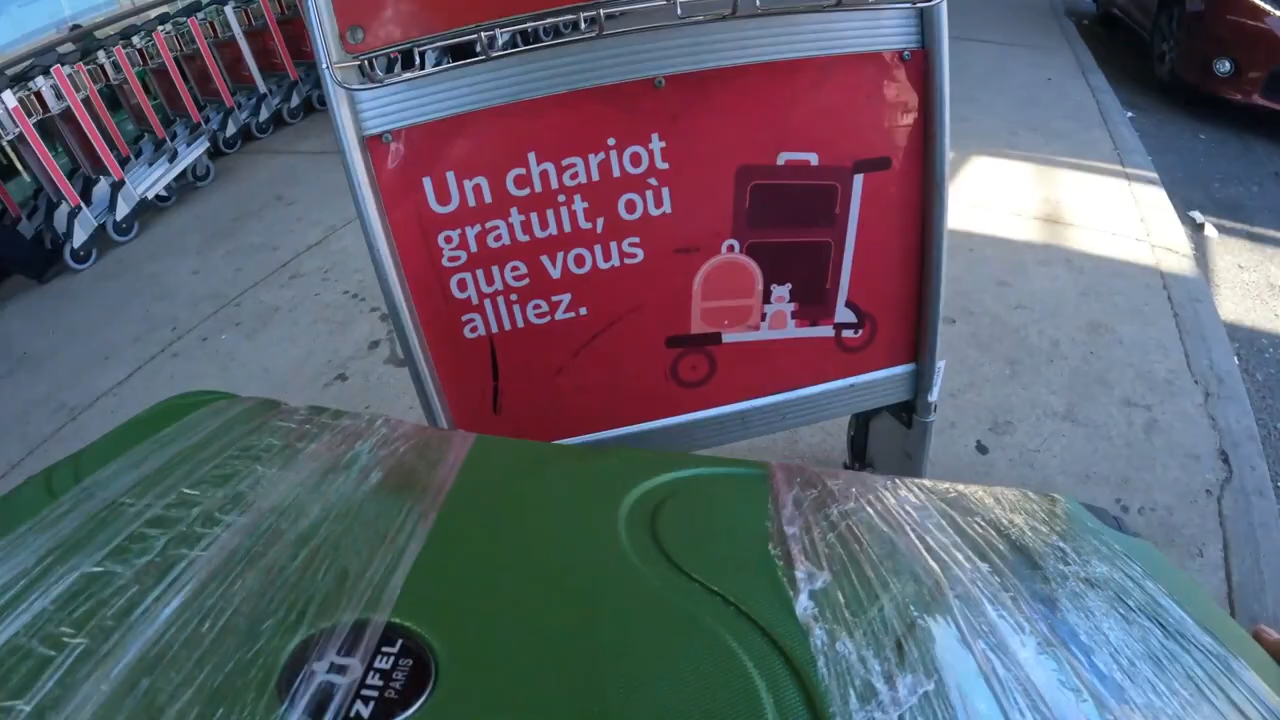 Un chariot
gratuit, où
que vous
alliez.
ZIFEL
PARIS